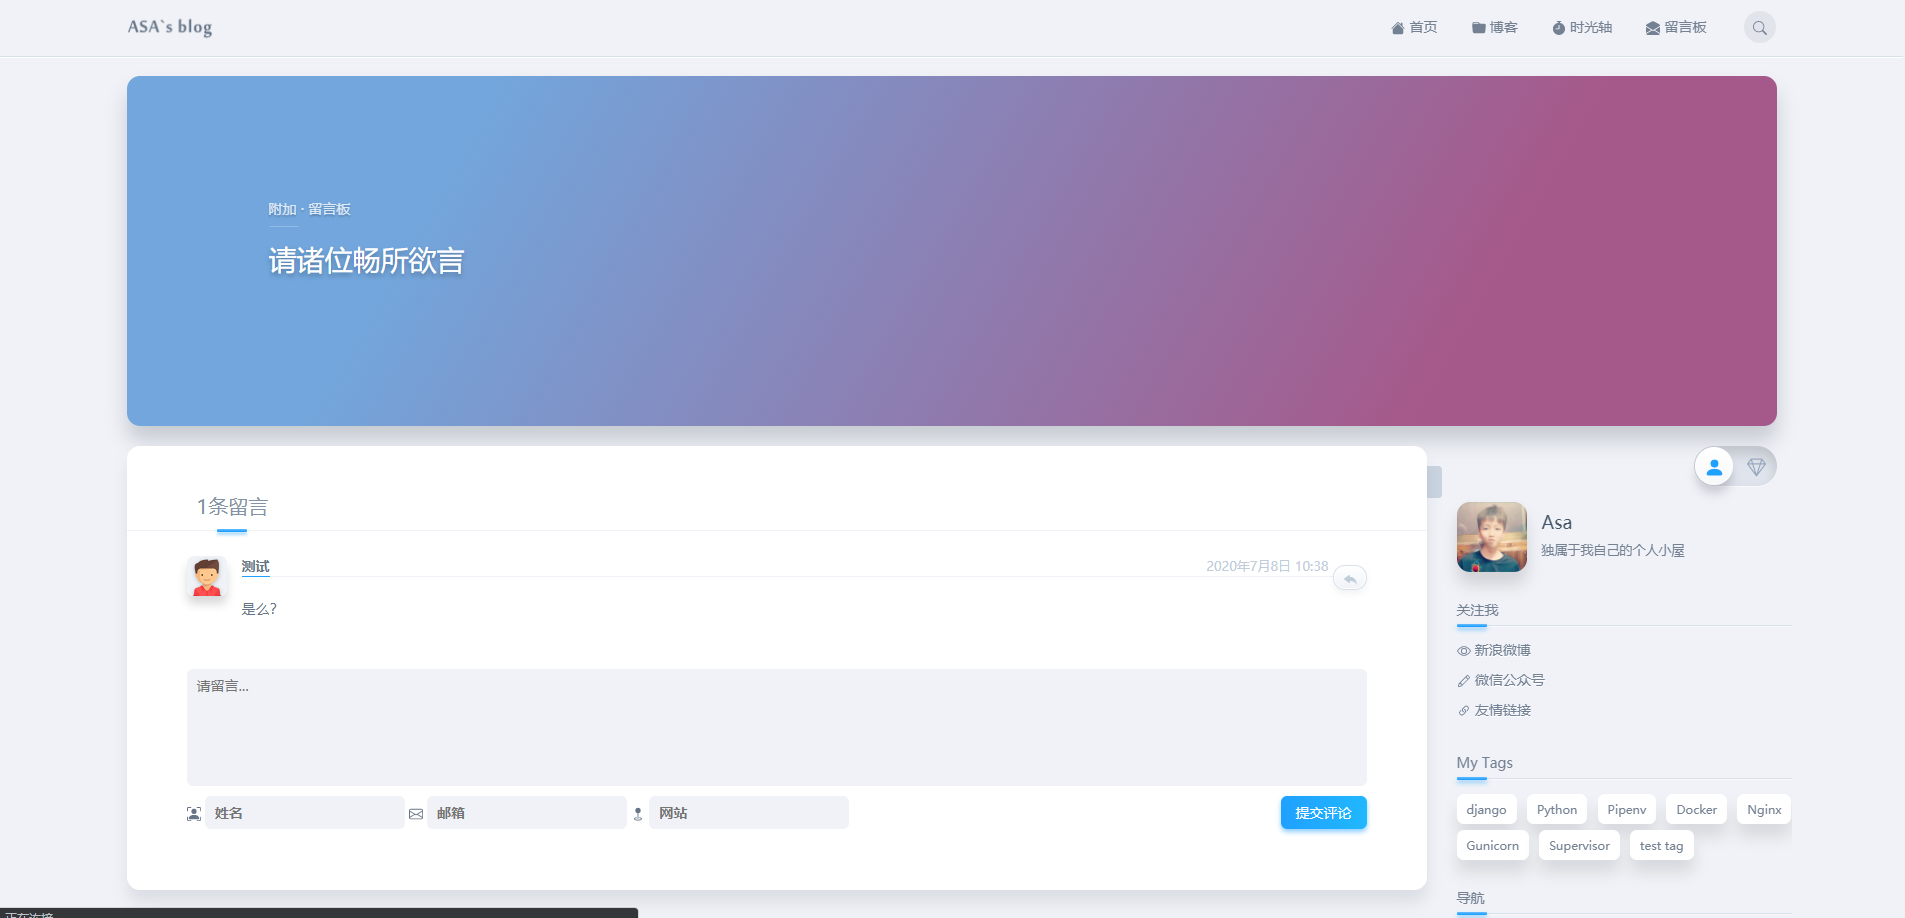 ASA`s blog
首页 博客 时光轴 留言板
附加 · 留言板
请诸位畅所欲言
1条留言
测试
2020年7月8日 10:38
是么?
请留言...
姓名 邮箱 网站 提交评论
Asa
独属于我自己的个人小屋
关注我
新浪微博
微信公众号
友情链接
My Tags
django Python Pipenv Docker Nginx
Gunicorn Supervisor test tag
导航